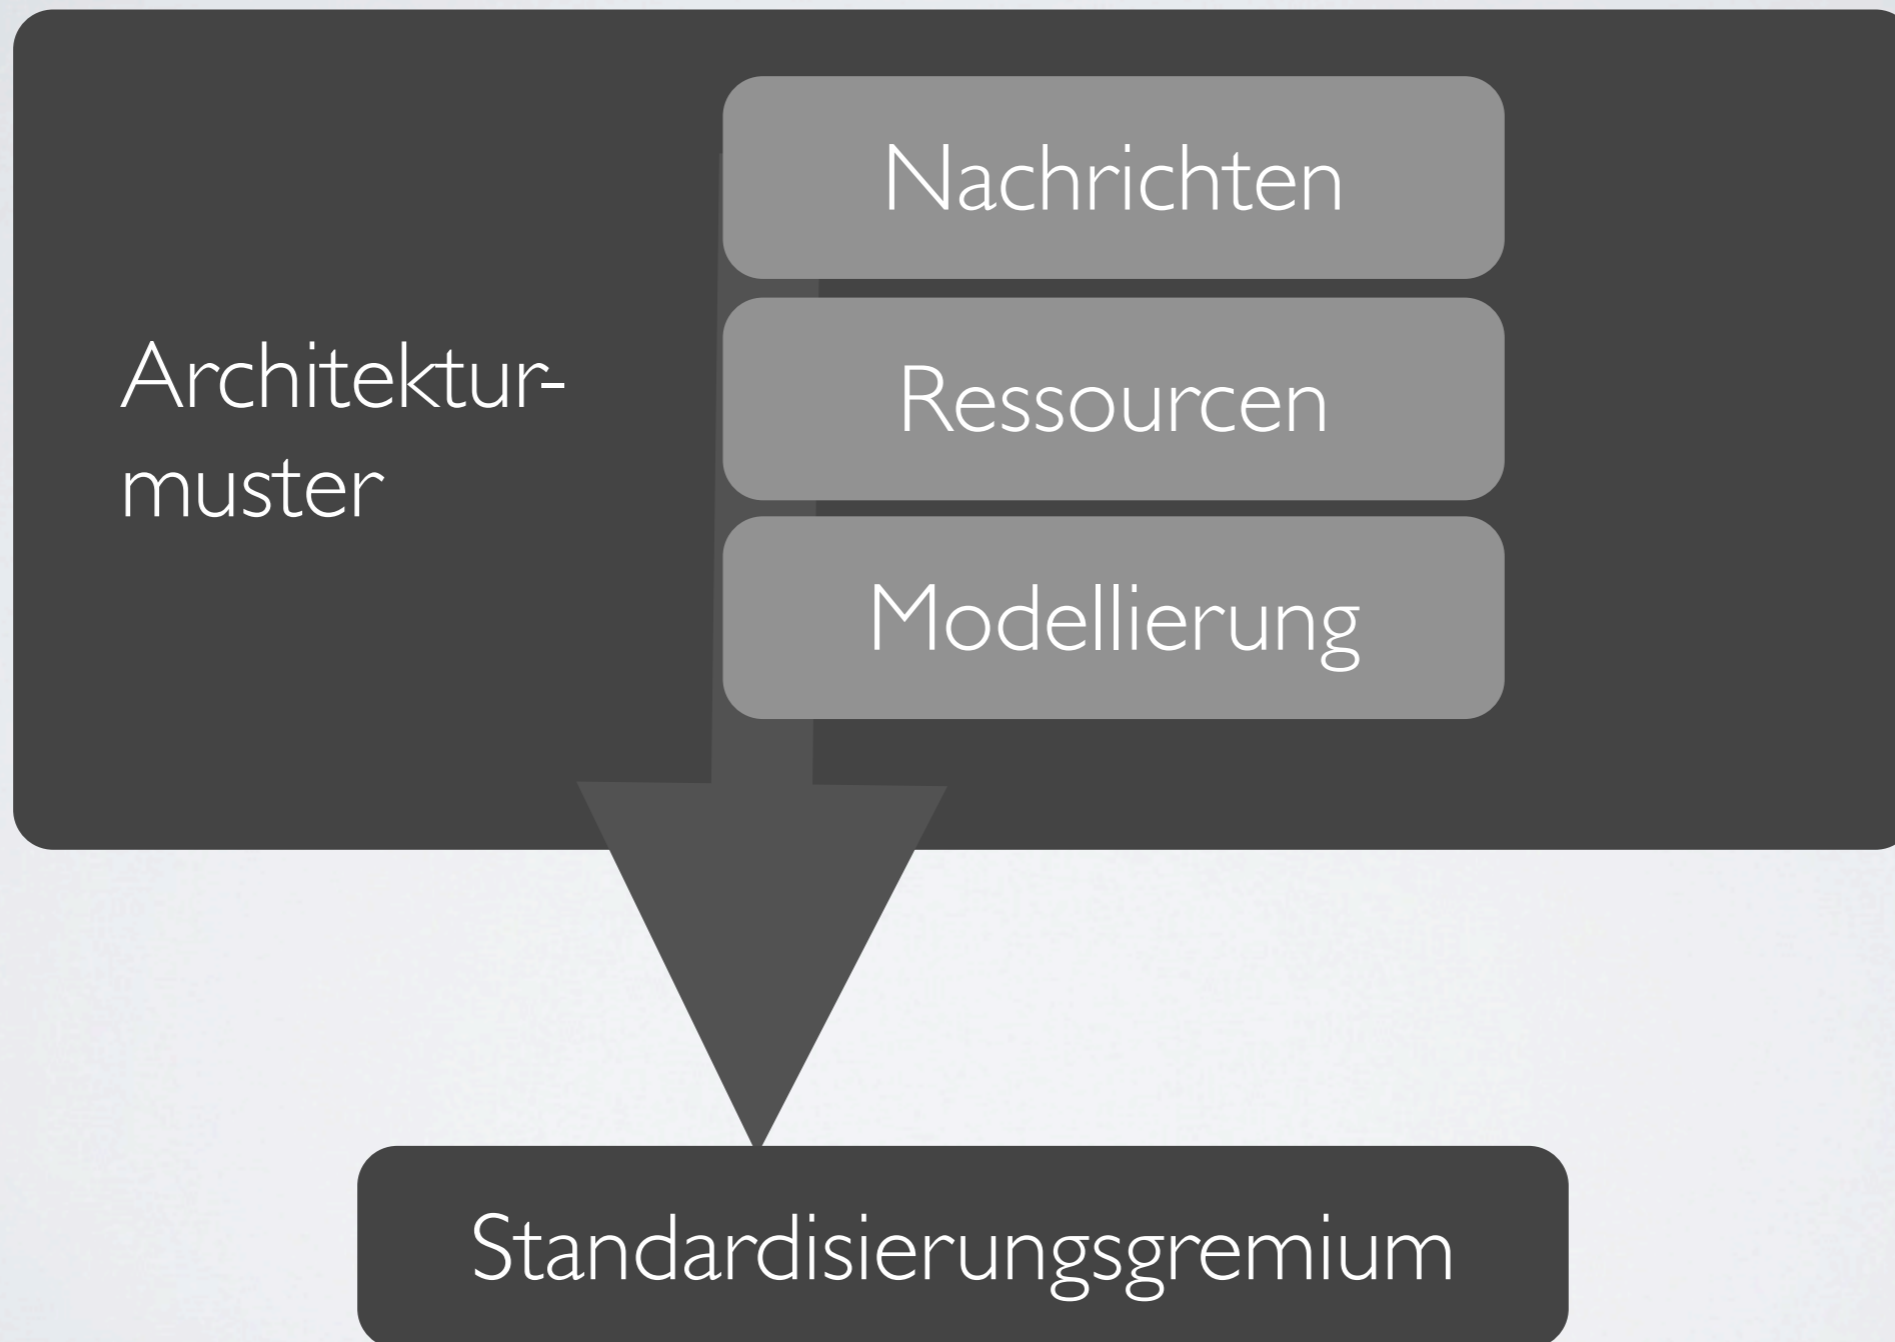 Nachrichten
Ressourcen
Architektur-
muster
Modellierung
Standardisierungsgremium